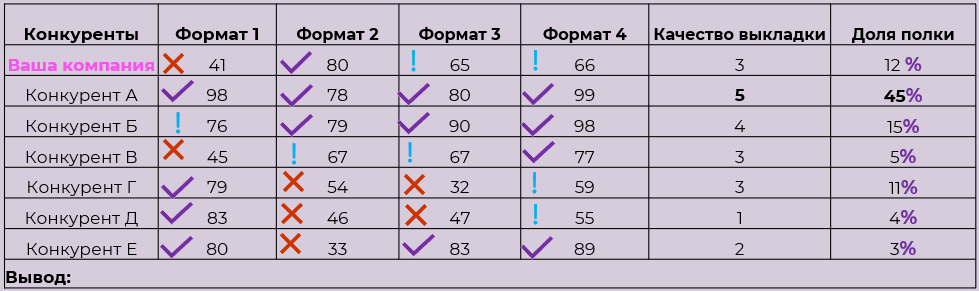 Конкуренты Формат 1 Формат 2 Формат 3 Формат 4 Качество выкладки Доля полки
Ваша компания 41 80 65 66 3 12 %
Конкурент А 98 78 80 99 5 45%
Конкурент Б 76 79 90 98 4 15%
Конкурент В 45 67 67 77 3 5%
Конкурент Г 79 54 32 59 3 11%
Конкурент Д 83 46 47 55 1 4%
Конкурент Е 80 33 83 89 2 3%
Вывод: